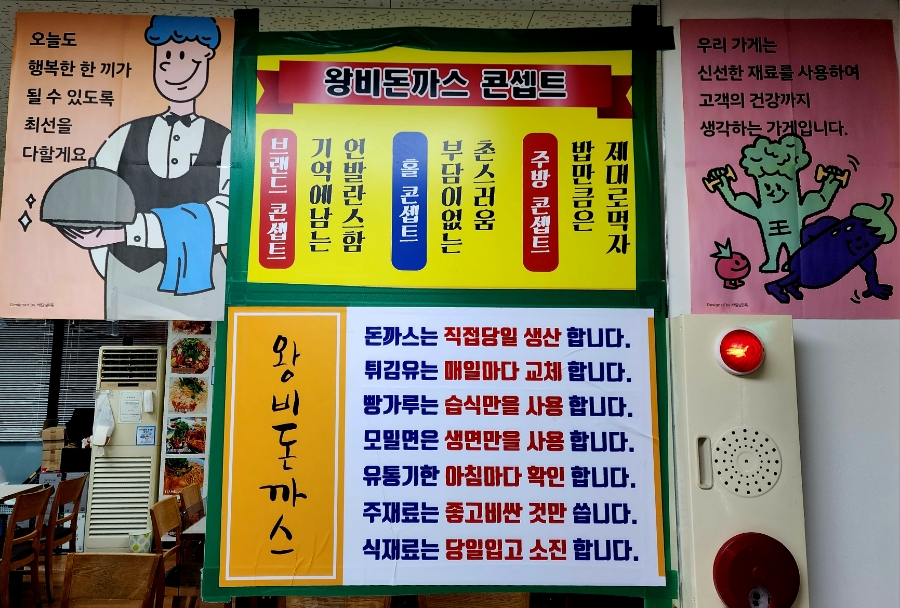 오늘도
행복한 한 끼가
될 수 있도록
최선을
다할게요
왕비돈까스 콘셉트
브랜드 콘셉트
기억에남는
언발란스함
홀 콘셉트
부담이없는
촌스러움
주방 콘셉트
밥만큼은
제대로먹자
우리 가게는
신선한 재료를 사용하여
고객의 건강까지
생각하는 가게입니다.
왕비돈까스
돈까스는 직접당일 생산 합니다.
튀김유는 매일마다 교체 합니다.
빵가루는 습식만을 사용 합니다.
모밀면은 생면만을 사용 합니다.
유통기한 아침마다 확인 합니다.
주재료는 좋고비싼 것만 씁니다.
식재료는 당일입고 소진 합니다.